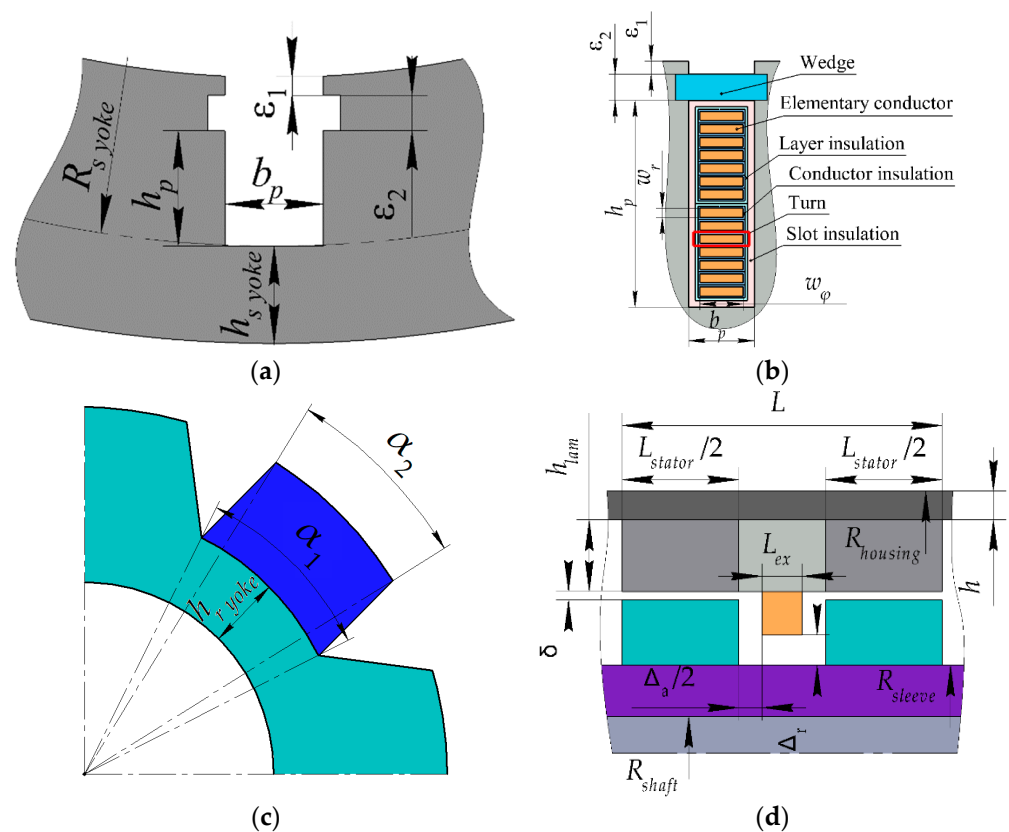 ε1
R s yoke
h p
b p
ε2
h s yoke
(a)
ε2
ε1
Wedge
Elementary conductor
Layer insulation
w r
Conductor insulation
h p
Turn
Slot insulation
w φ
b p
(b)
α2
α1
h r yoke
(c)
L
h lam
L stator /2
L stator /2
L ex
R housing
h
δ
Δa/2
R sleeve
Δr
R shaft
(d)